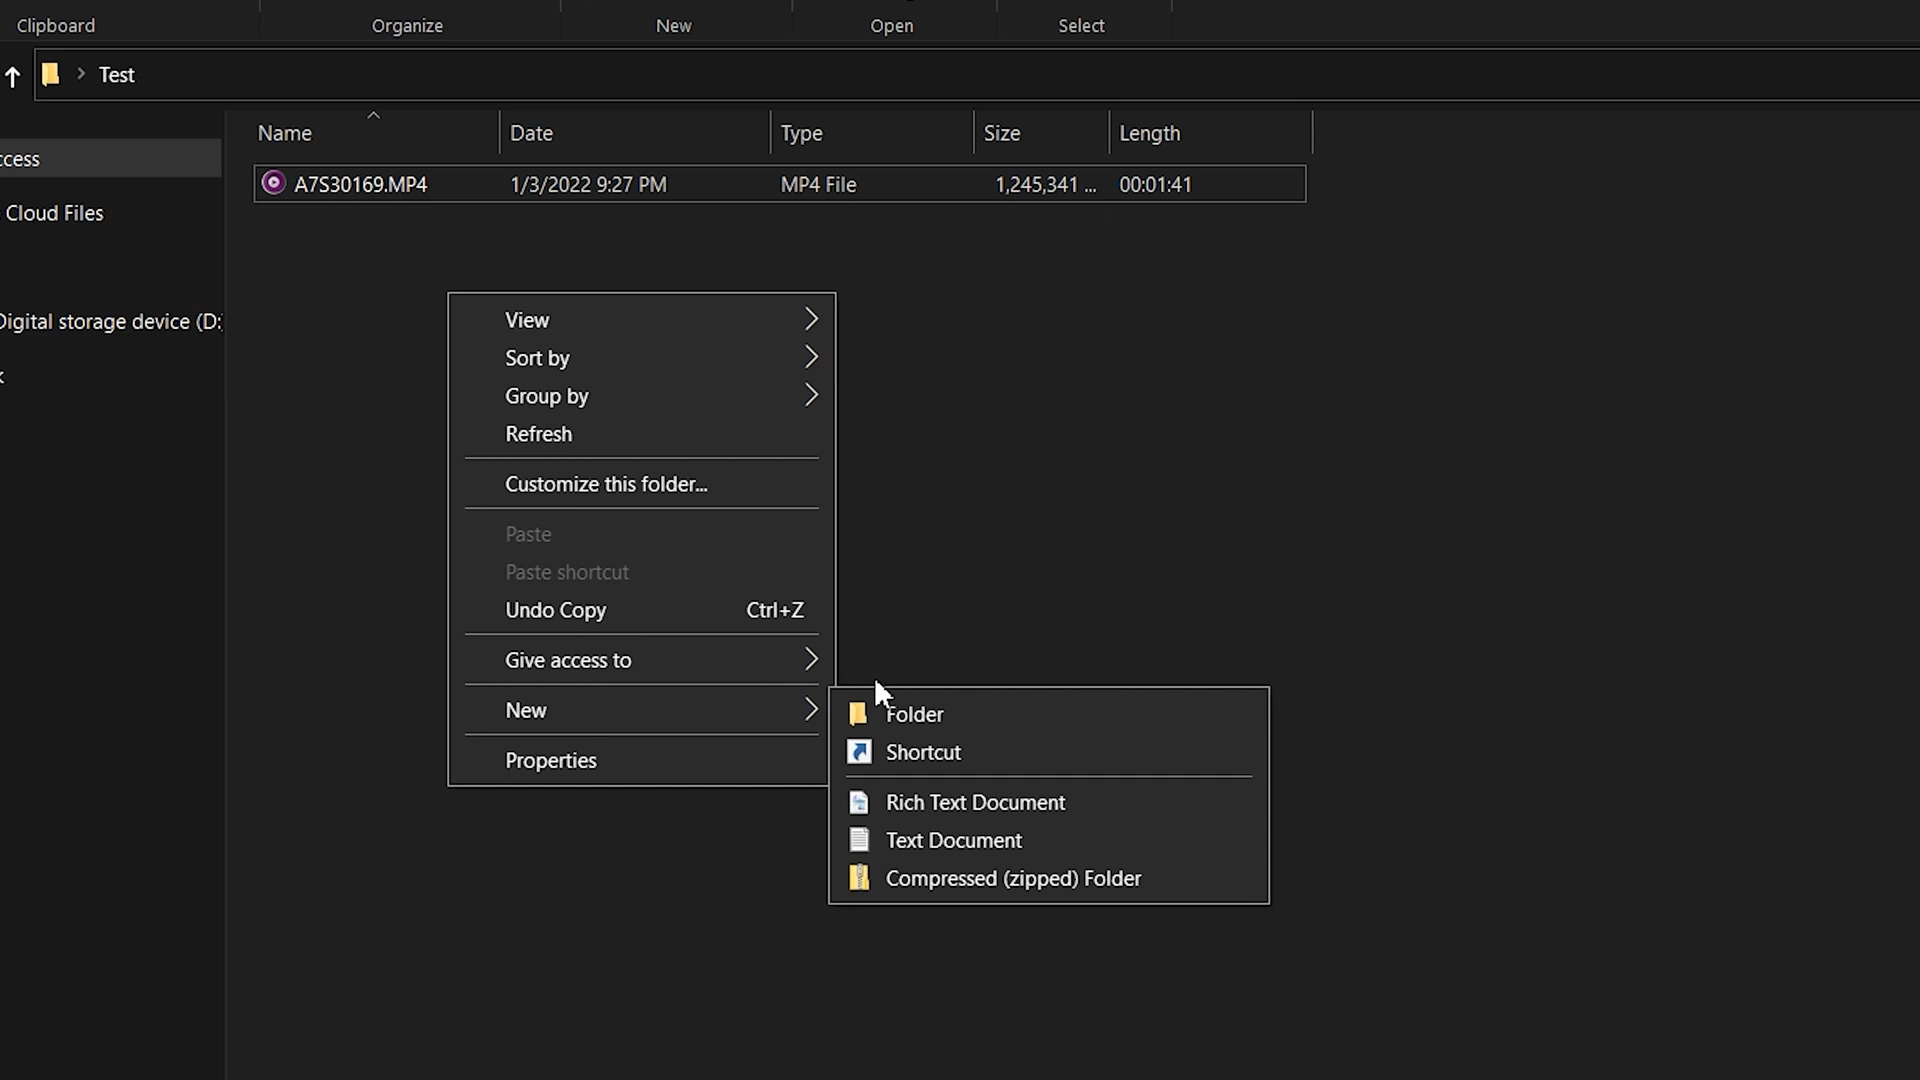 Clipboard Organize New Open Select
Test
Name Date Type Size Length
A7S30169.MP4 1/3/2022 9:27 PM MP4 File 1,245,341 ... 00:01:41
ccess
Cloud Files
Digital storage device (D:
k
View
Sort by
Group by
Refresh
Customize this folder...
Paste
Paste shortcut
Undo Copy Ctrl+Z
Give access to
New
Properties
Folder
Shortcut
Rich Text Document
Text Document
Compressed (zipped) Folder